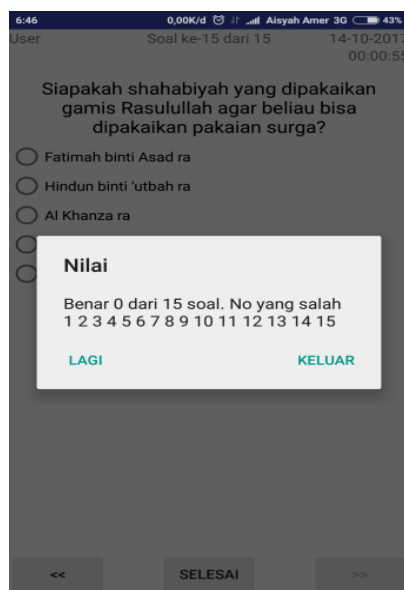 6:46 0,00K/d Aisyah Amer 3G 43%
User Soal ke-15 dari 15 14-10-2017
00:00:55
Siapakah shahabiyah yang dipakaikan
gamis Rasulullah agar beliau bisa
dipakaikan pakaian surga?
Fatimah binti Asad ra
Hindun binti ‘utbah ra
Al Khanza ra
Nilai
Benar 0 dari 15 soal. No yang salah
1 2 3 4 5 6 7 8 9 10 11 12 13 14 15
LAGI KELUAR
<< SELESAI >>